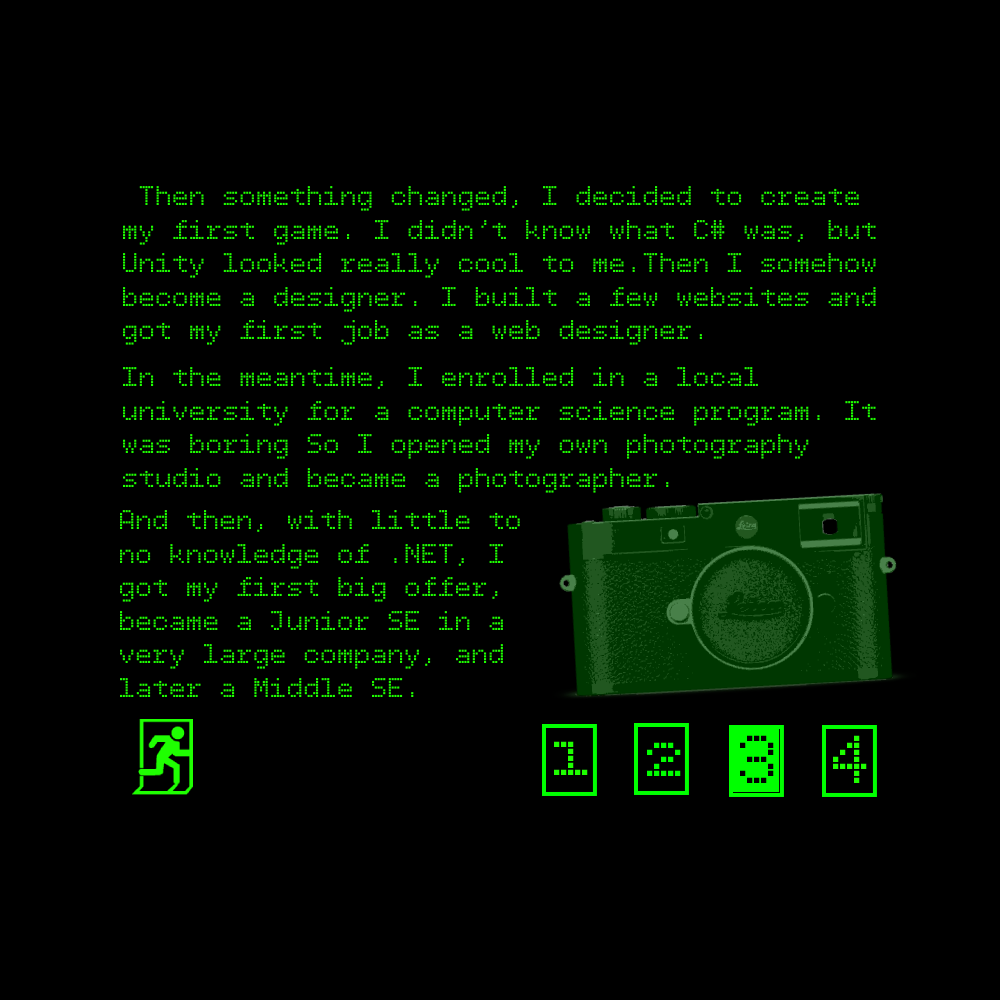 Then something changed, I decided to create
my first game. I didn't know what C# was, but
Unity looked really cool to me.Then I somehow
become a designer. I built a few websites and
got my first job as a web designer.
In the meantime, I enrolled in a local
university for a computer science program. It
was boring So I opened my own photography
studio and became a photographer.
And then, with little to
no knowledge of .NET, I
got my first big offer,
became a Junior SE in a
very large company, and
later a Middle SE.
Leica
1 2 3 4